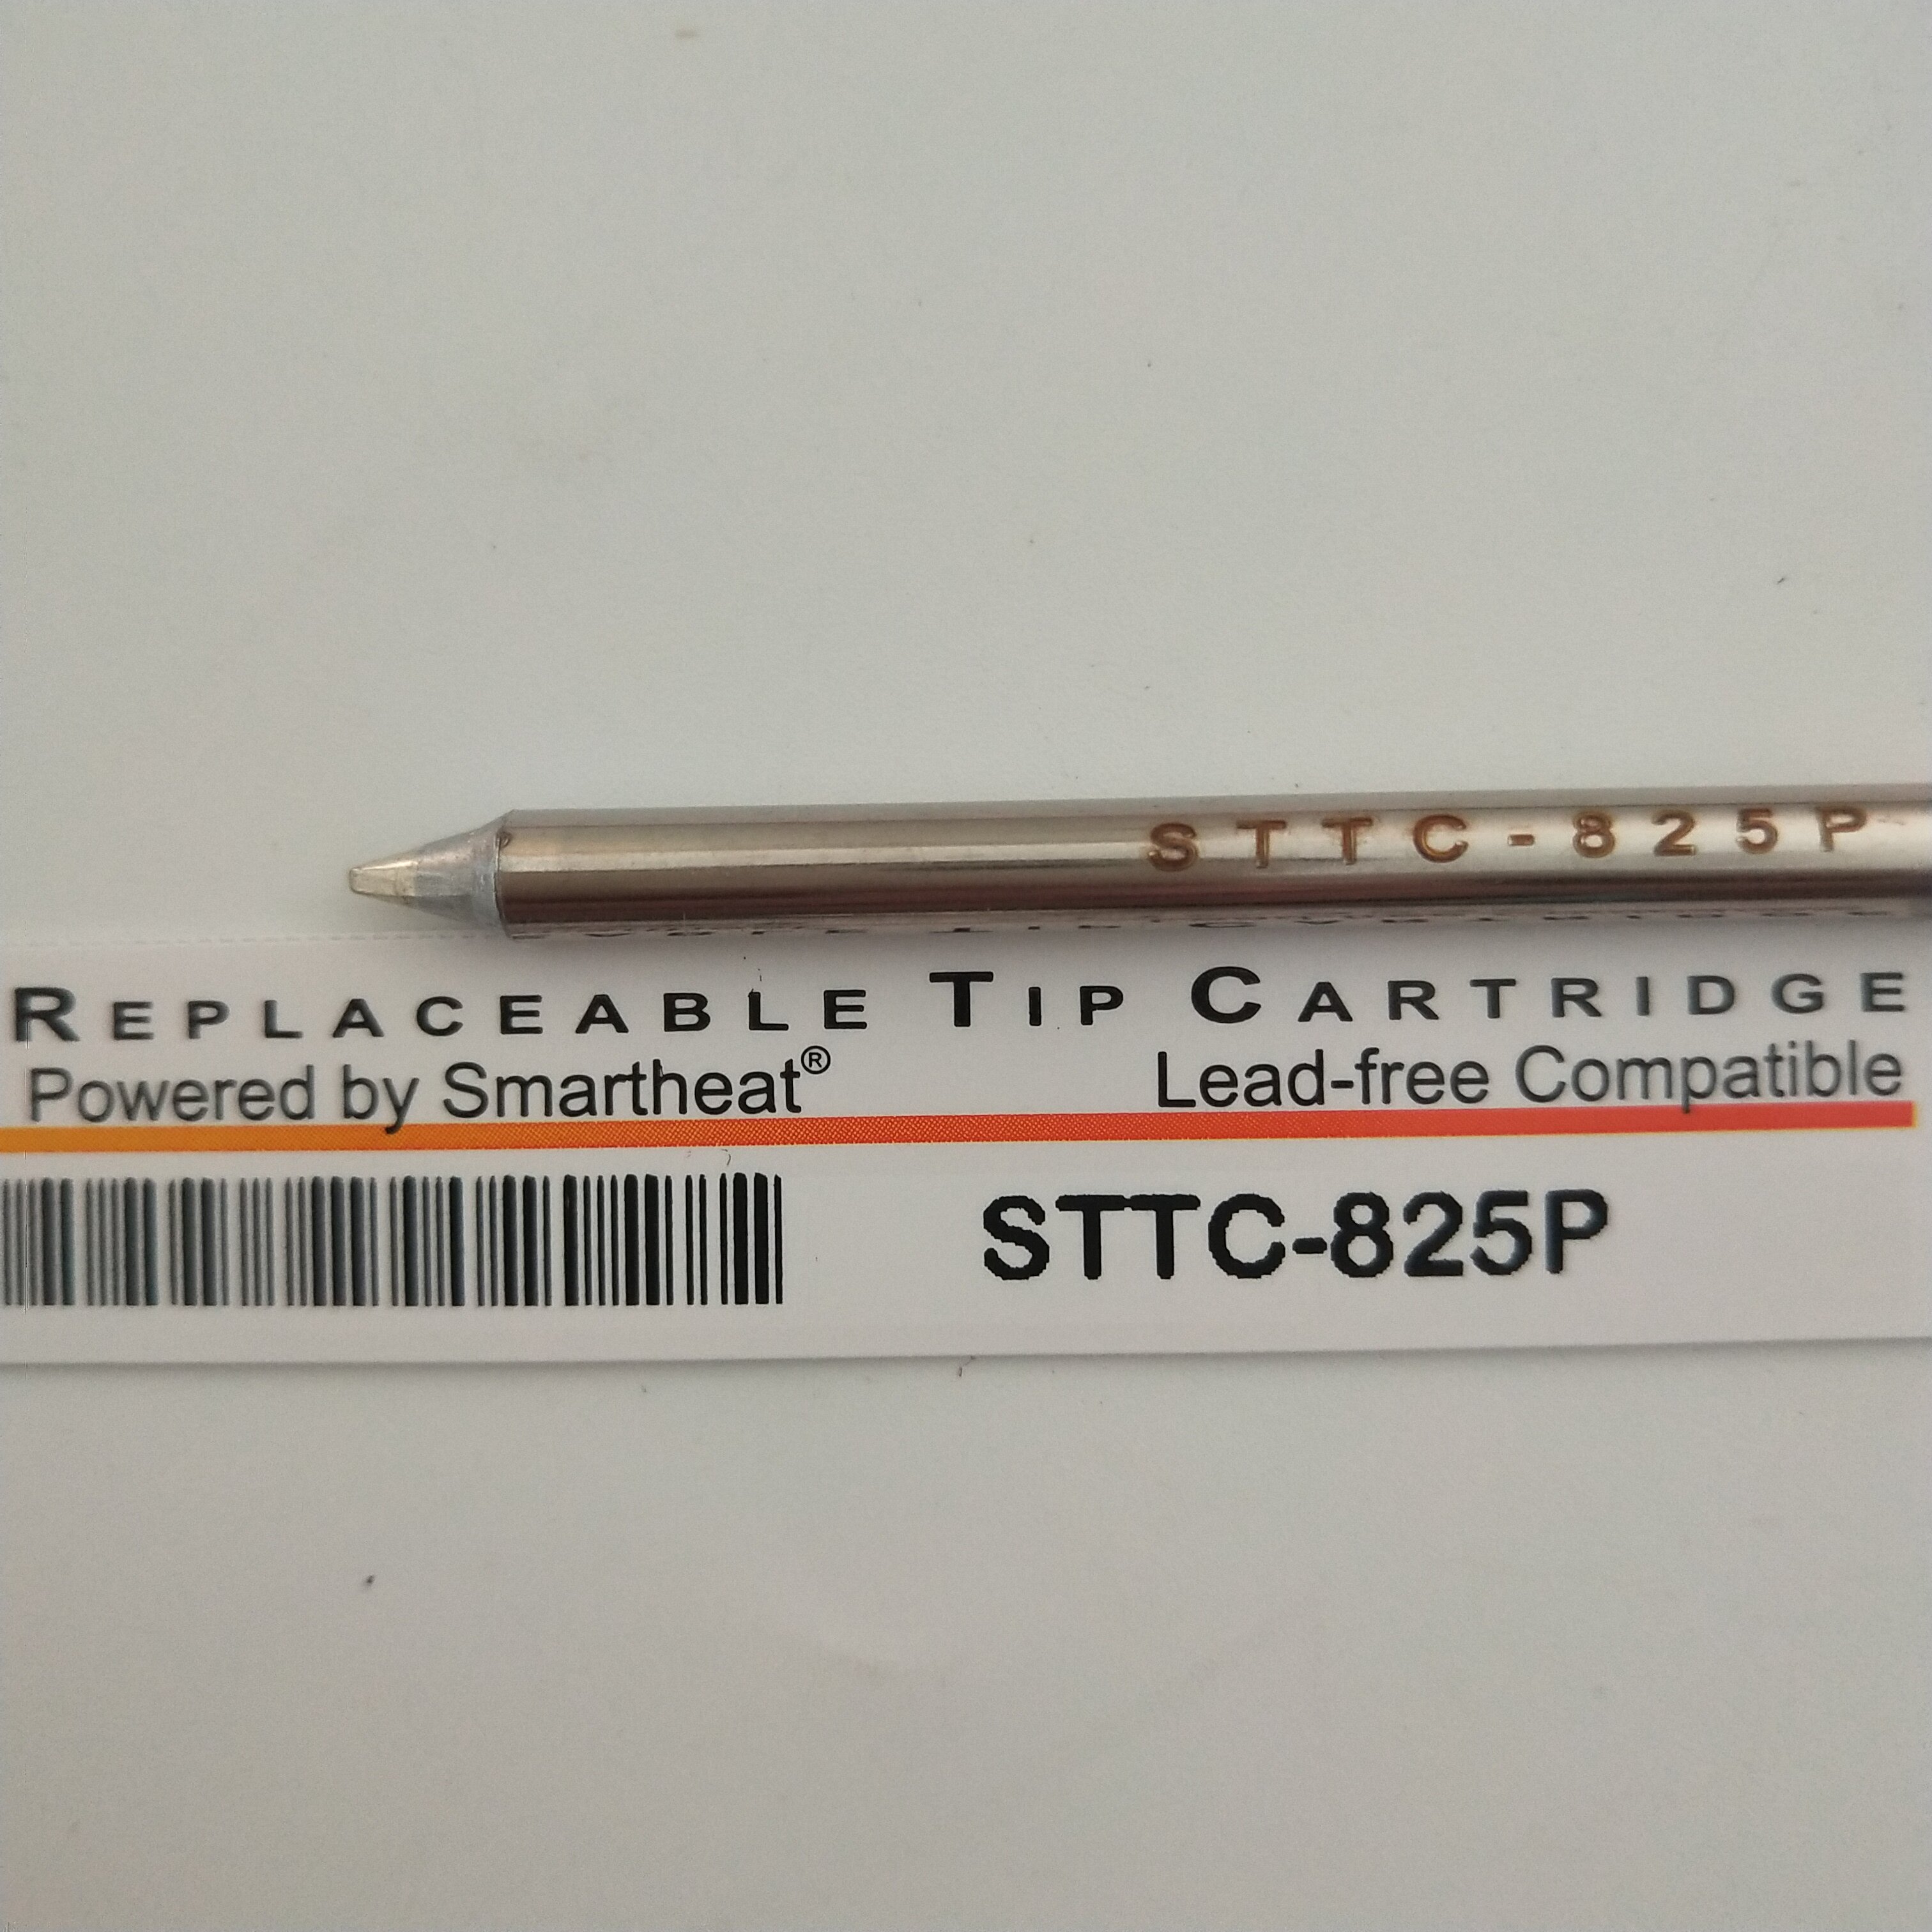 STTC-825P
REPLACEABLE TIP CARTRIDGE
Powered by Smartheat® Lead-free Compatible
STTC-825P